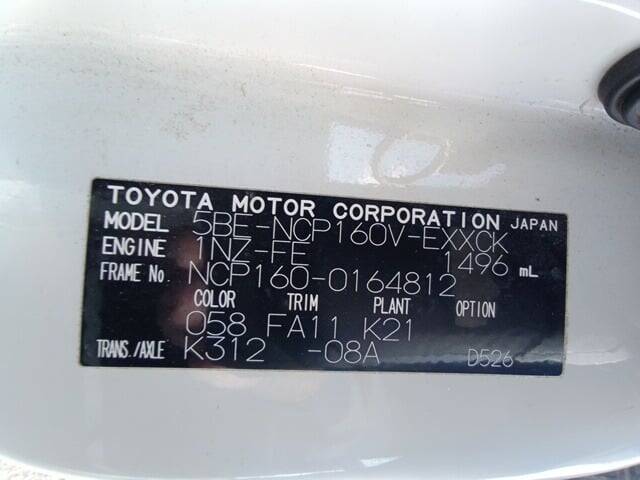 TOYOTA MOTOR CORPORATION JAPAN
MODEL 5BE-NCP160V-EXXCK
ENGINE 1NZ-FE 1496 mL
FRAME No. NCP160-0164812
COLOR TRIM PLANT OPTION
058 FA11 K21
TRANS./AXLE K312 -08A D526